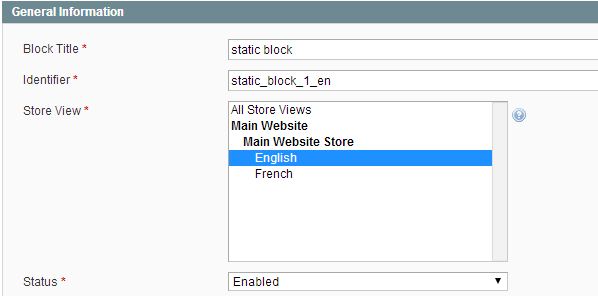 General Information
Block Title * static block
Identifier * static_block_1_en
Store View * All Store Views
Main Website
Main Website Store
English
French
Status * Enabled